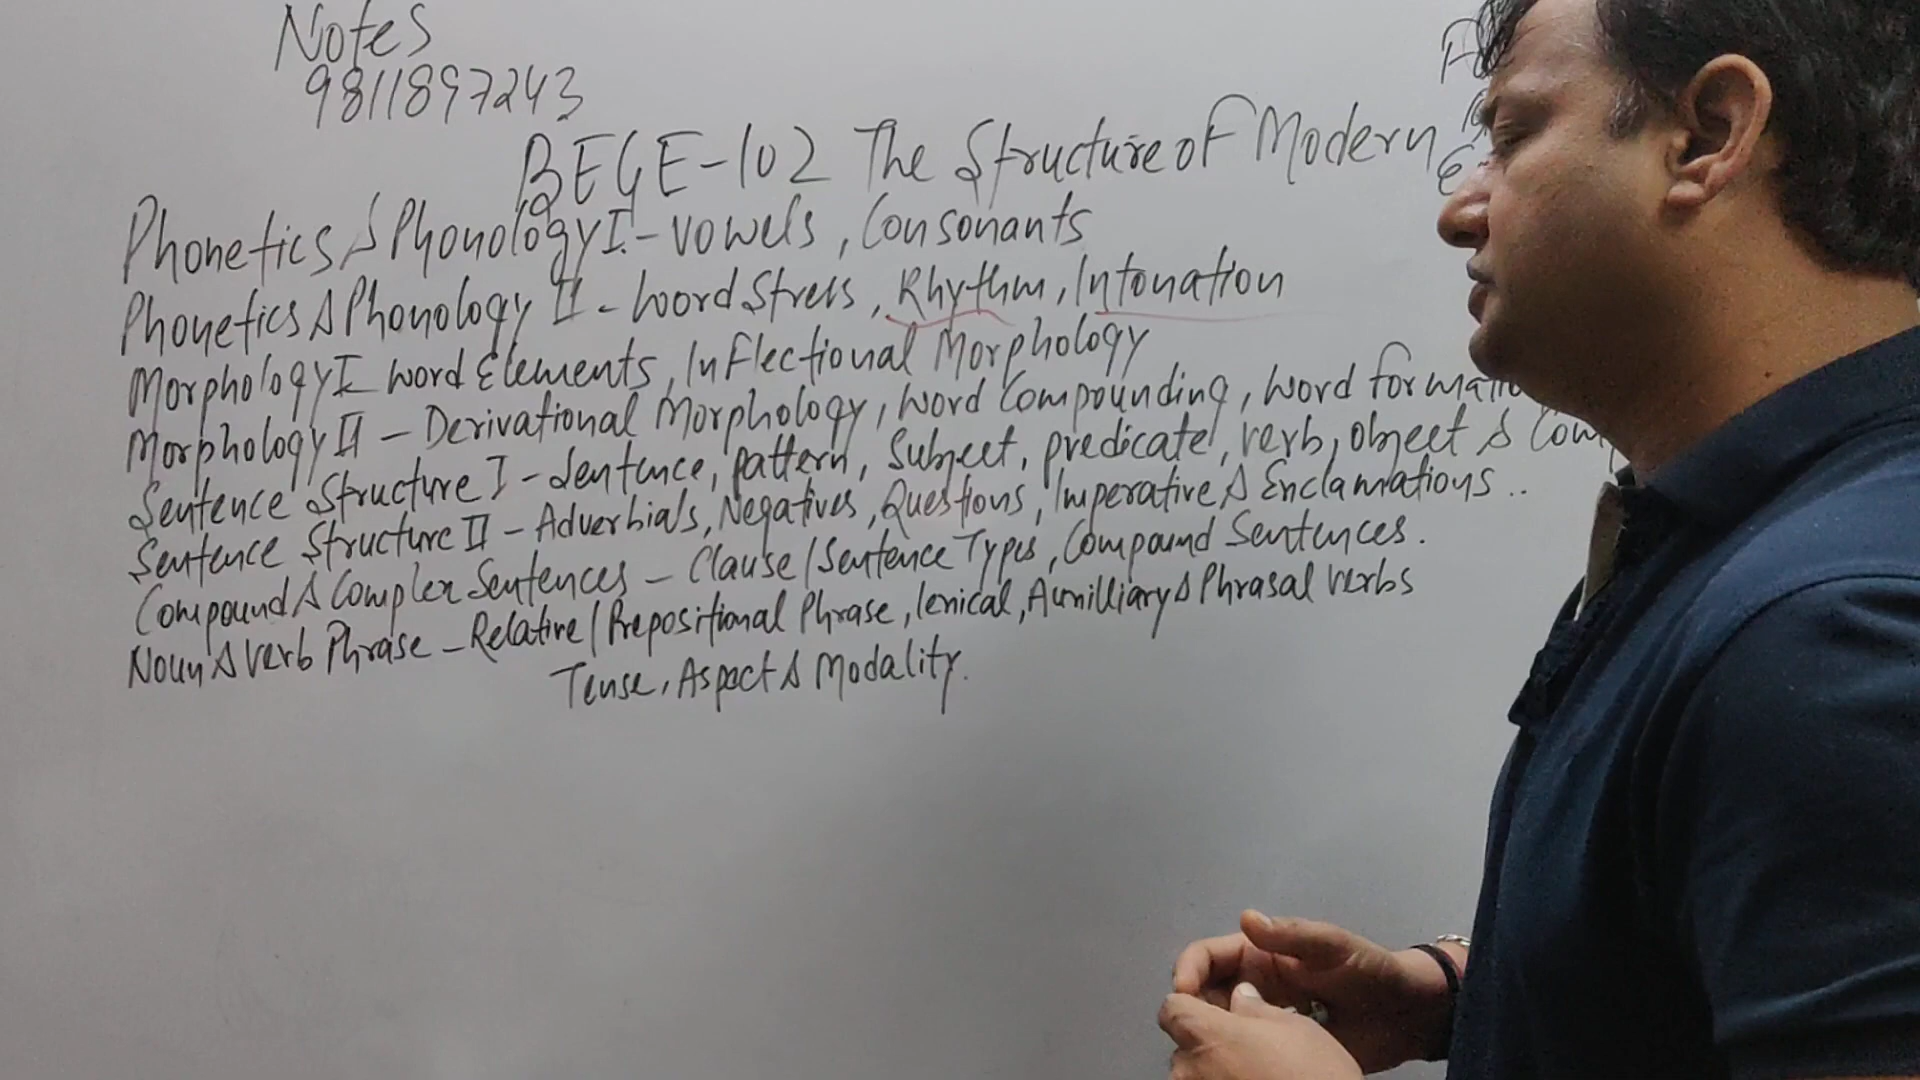 Notes
9811897243
BEGE-102 The Structure of Modern
Phonetics & Phonology I - vowels, Consonants
Phonetics & Phonology II - Word Stress, Rhythm, Intonation
Morphology I - Word Elements, Inflectional Morphology
Morphology II - Derivational Morphology, Word Compounding, Word formatio
Sentence Structure I - Sentence, pattern, Subject, predicate, verb, object & Com
Sentence Structure II - Adverbials, Negatives, Questions, Imperative & Enclamations..
Compound & Complex Sentences - Clause/Sentence Types, Compound Sentences.
Noun & Verb Phrase - Relative/Prepositional Phrase, lexical, Auxilliary & Phrasal verbs
Tense, Aspect & Modality.